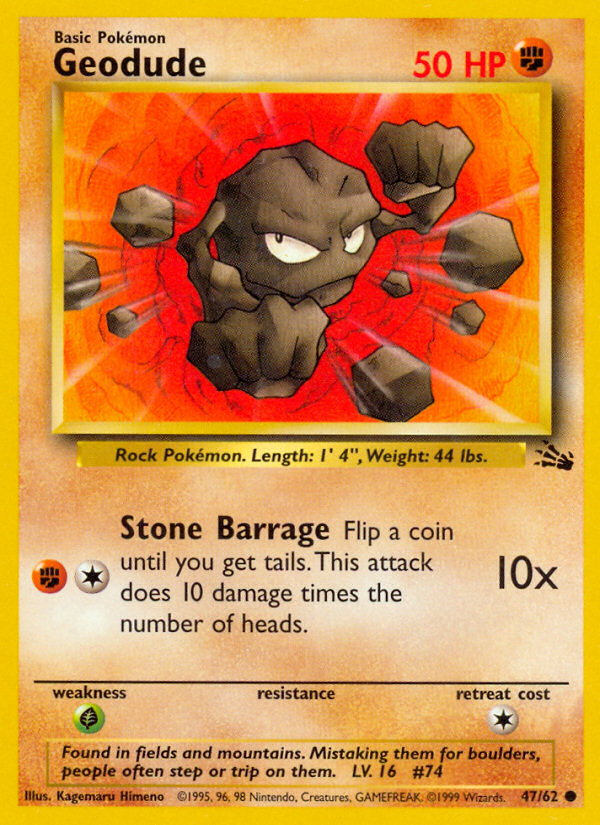 Basic Pokémon
Geodude
50 HP
Rock Pokémon. Length: 1' 4", Weight: 44 lbs.
Stone Barrage Flip a coin
until you get tails. This attack
does 10 damage times the
number of heads.
10x
weakness
resistance
retreat cost
Found in fields and mountains. Mistaking them for boulders,
people often step or trip on them. LV. 16 #74
Illus. Kagemaru Himeno ©1995, 96, 98 Nintendo, Creatures, GAMEFREAK. ©1999 Wizards. 47/62